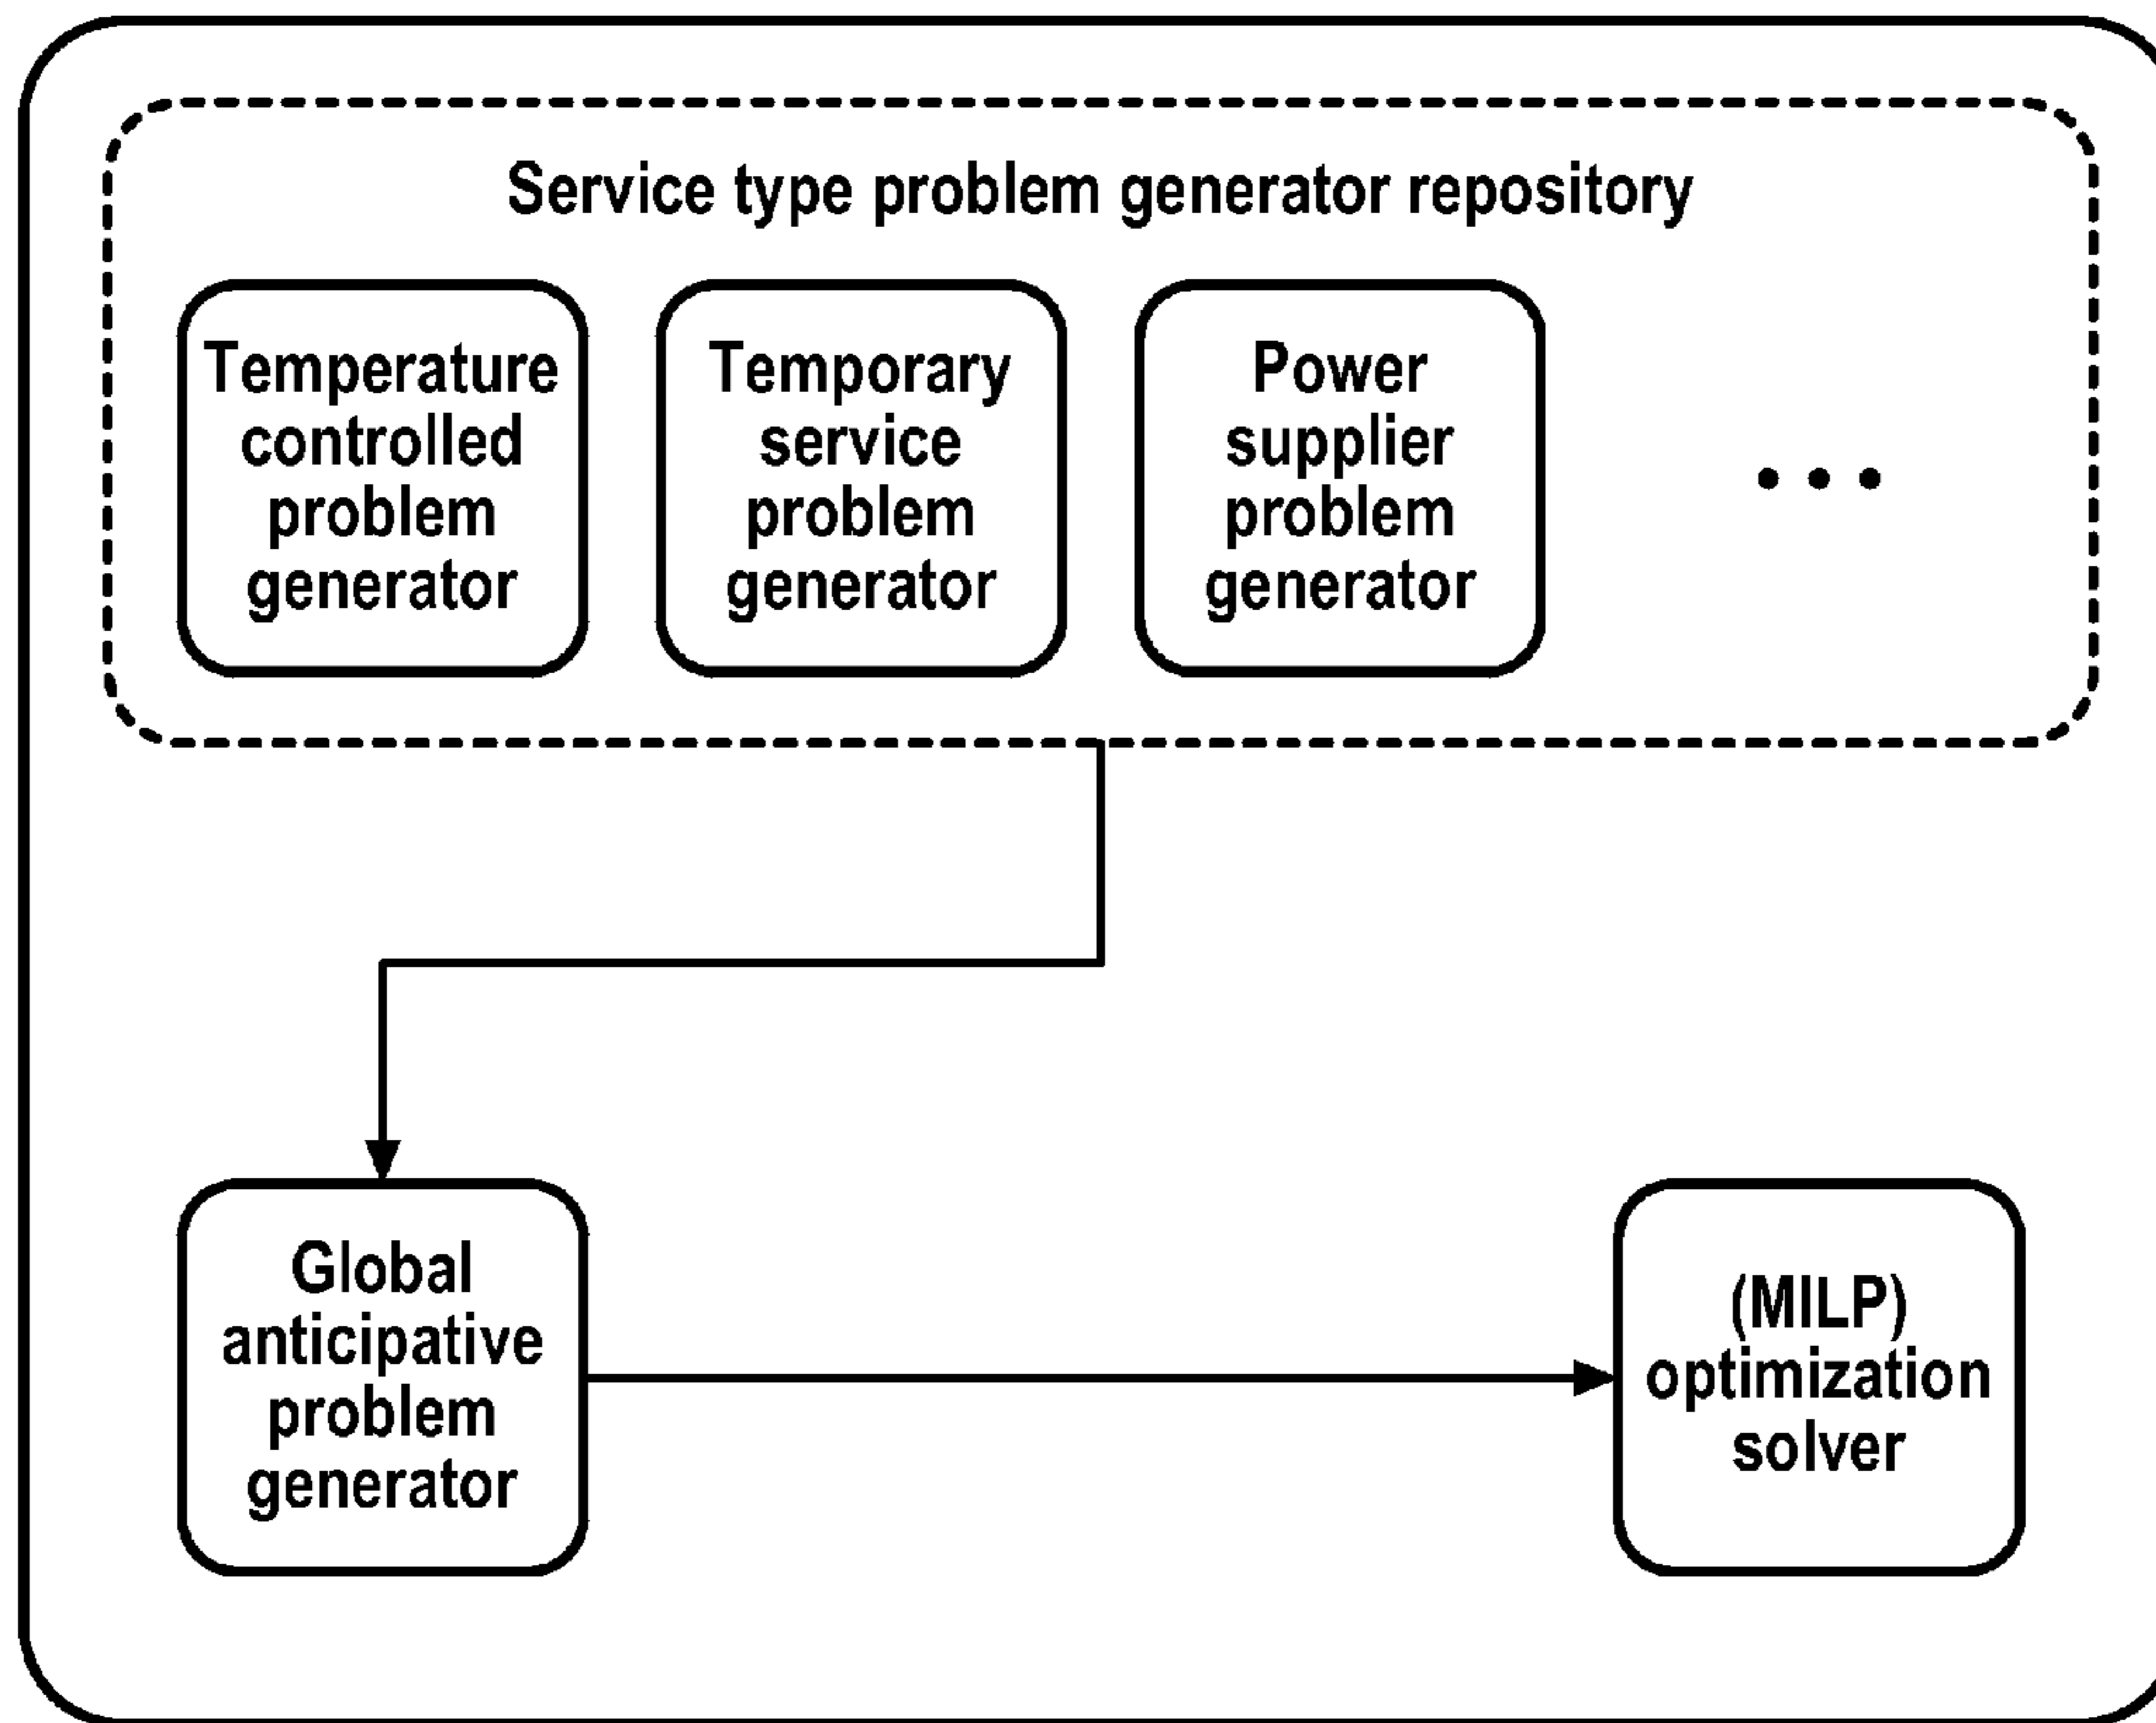 Service type problem generator repository
Temperature
controlled
problem
generator
Temporary
service
problem
generator
Power
supplier
problem
generator
...
Global
anticipative
problem
generator
(MILP)
optimization
solver